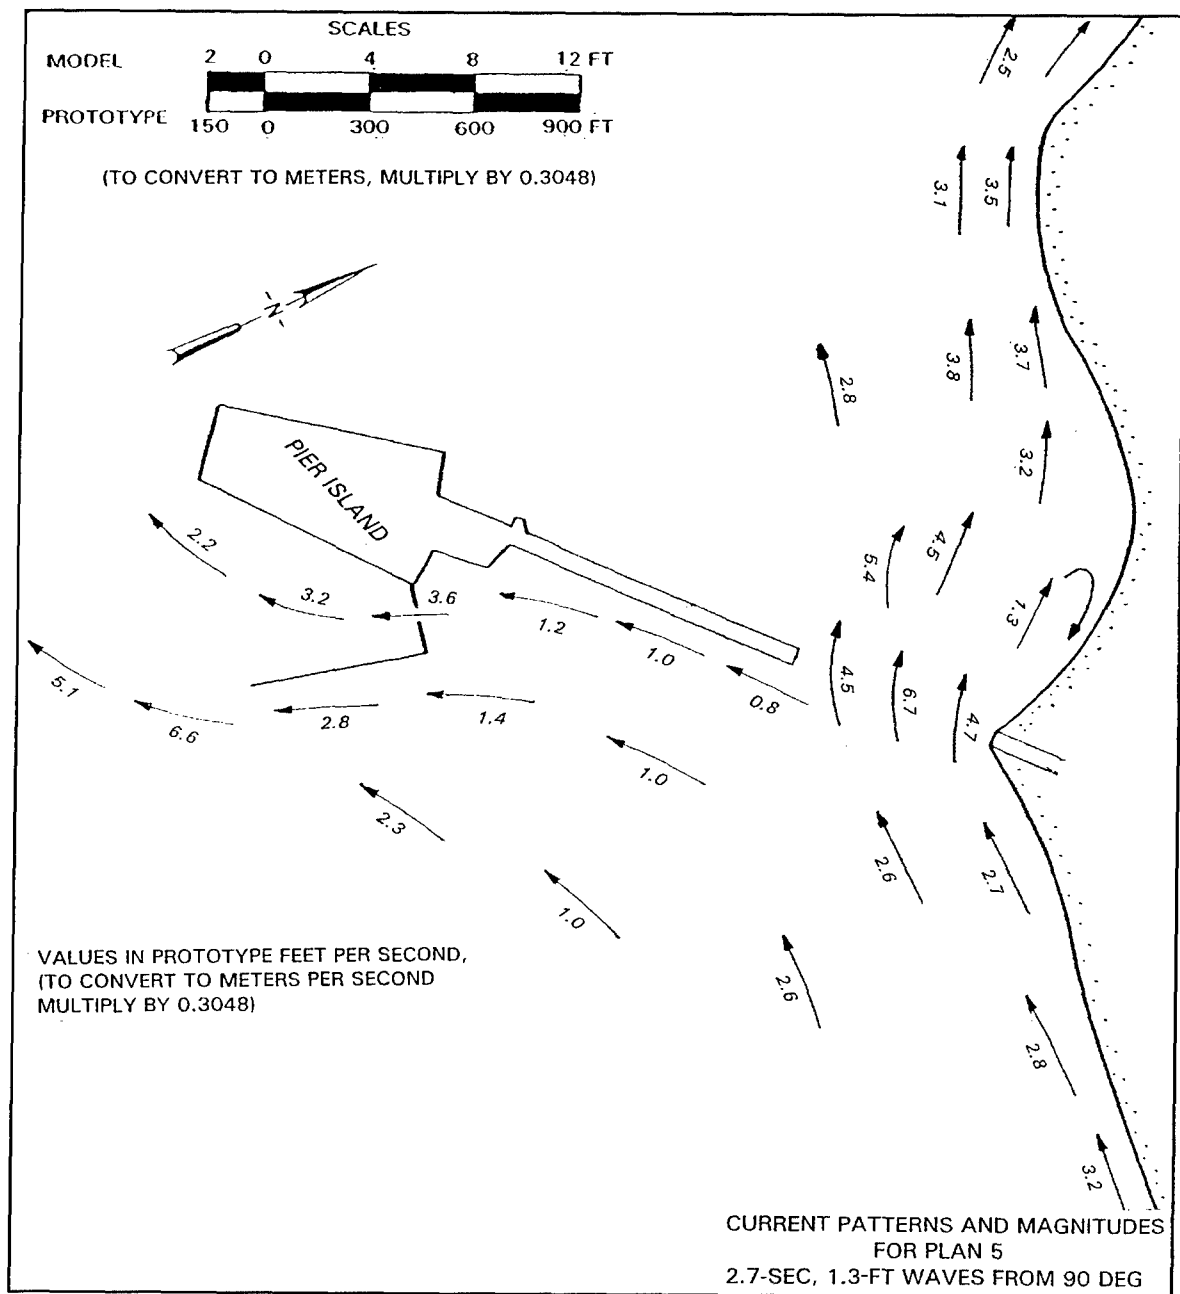 SCALES
MODEL 2 0 4 8 12 FT
PROTOTYPE 150 0 300 600 900 FT
(TO CONVERT TO METERS, MULTIPLY BY 0.3048)
-N-
PIER ISLAND
2.5
3.1
3.5
3.8
3.7
2.8
3.2
4.5
5.4
1.3
2.2
3.2
3.6
1.2
1.0
0.8
4.5
6.7
4.7
5.1
6.6
2.8
1.4
1.0
2.3
2.6
2.7
1.0
2.6
2.8
3.2
VALUES IN PROTOTYPE FEET PER SECOND,
(TO CONVERT TO METERS PER SECOND
MULTIPLY BY 0.3048)
CURRENT PATTERNS AND MAGNITUDES
FOR PLAN 5
2.7-SEC, 1.3-FT WAVES FROM 90 DEG